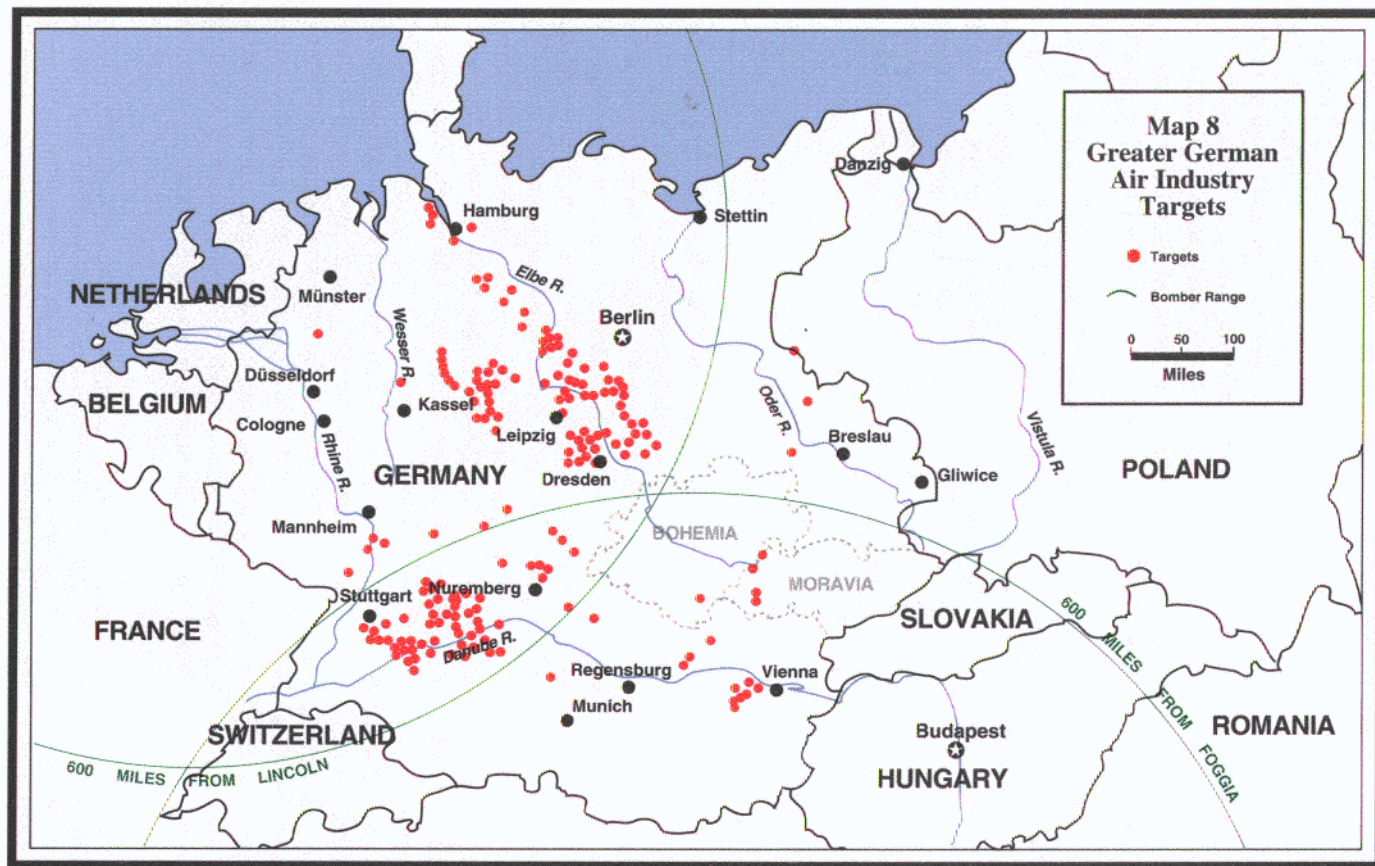 Map 8
Greater German
Air Industry
Targets
Targets
Bomber Range
0 50 100
Miles
Danzig
Stettin
Hamburg
Elbe R.
NETHERLANDS
Münster
Wesser R.
Berlin
Düsseldorf
BELGIUM
Cologne
Kassel
Rhine R.
Leipzig
Oder R.
Breslau
Vistula R.
POLAND
GERMANY
Dresden
Gliwice
Mannheim
BOHEMIA
MORAVIA
Nuremberg
Stuttgart
FRANCE
SLOVAKIA
Danube R.
Regensburg
Vienna
Munich
SWITZERLAND
Budapest
HUNGARY
ROMANIA
600 MILES FROM LINCOLN
600 MILES FROM FOGGIA